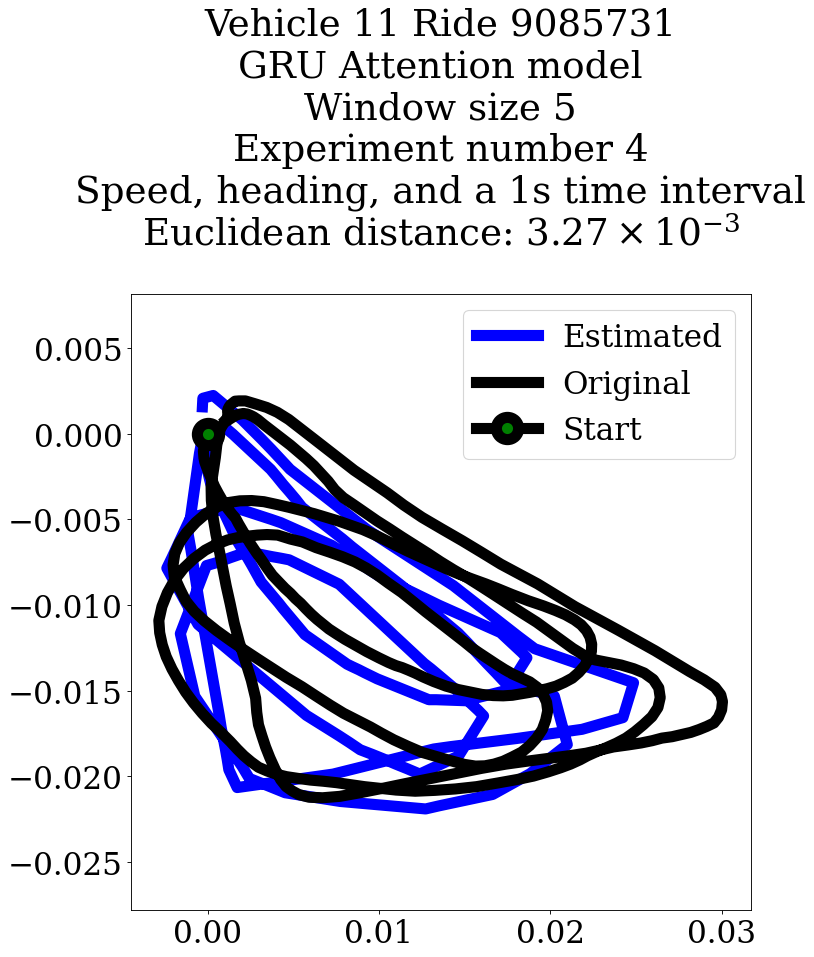 Vehicle 11 Ride 9085731
GRU Attention model
Window size 5
Experiment number 4
Speed, heading, and a 1s time interval
Euclidean distance: 3.27 × 10⁻³
Estimated
Original
Start
0.005
0.000
−0.005
−0.010
−0.015
−0.020
−0.025
0.00 0.01 0.02 0.03